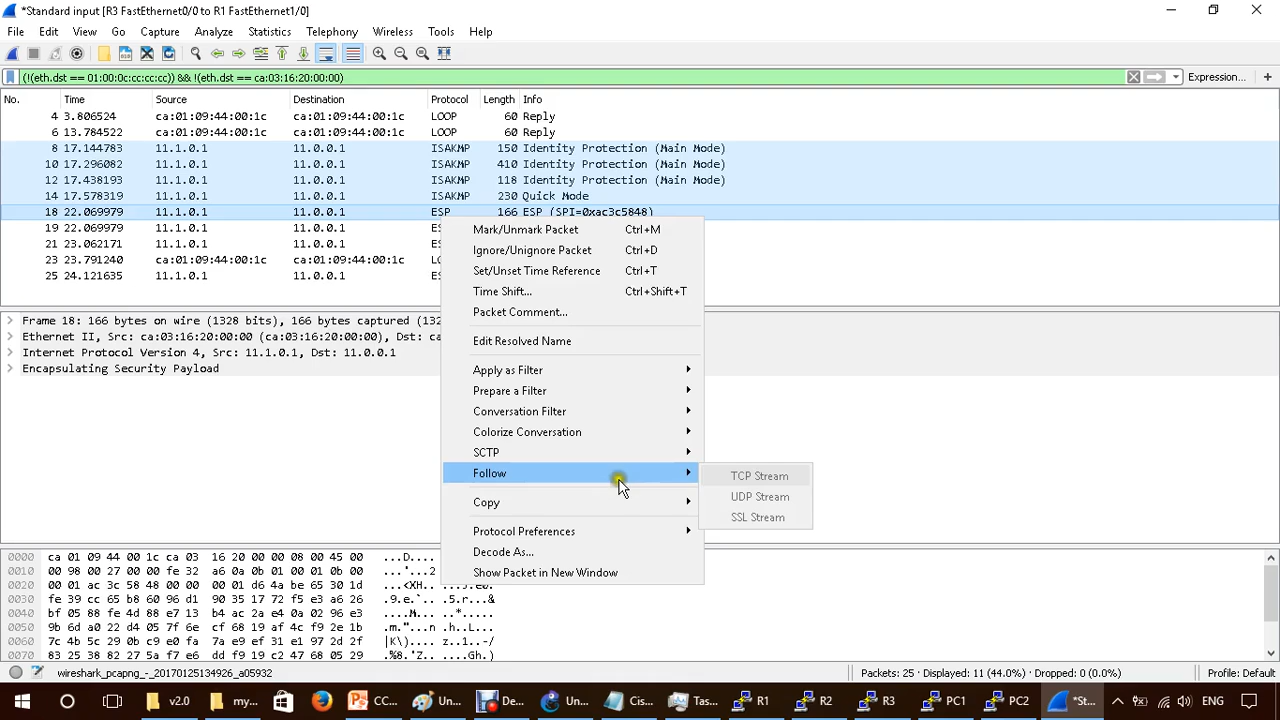 *Standard input [R3 FastEthernet0/0 to R1 FastEthernet1/0]
File Edit View Go Capture Analyze Statistics Telephony Wireless Tools Help
(!(eth.dst == 01:00:0c:cc:cc:cc)) && !(eth.dst == ca:03:16:20:00:00) Expression... +
No. Time Source Destination Protocol Length Info
4 3.806524 ca:01:09:44:00:1c ca:01:09:44:00:1c LOOP 60 Reply
6 13.784522 ca:01:09:44:00:1c ca:01:09:44:00:1c LOOP 60 Reply
8 17.144783 11.1.0.1 11.0.0.1 ISAKMP 150 Identity Protection (Main Mode)
10 17.296082 11.1.0.1 11.0.0.1 ISAKMP 410 Identity Protection (Main Mode)
12 17.438193 11.1.0.1 11.0.0.1 ISAKMP 118 Identity Protection (Main Mode)
14 17.578319 11.1.0.1 11.0.0.1 ISAKMP 230 Quick Mode
18 22.069979 11.1.0.1 11.0.0.1 ESP 166 ESP (SPI=0xac3c5848)
19 22.069979 11.1.0.1 11.0.0.1
21 23.062171 11.1.0.1 11.0.0.1
23 23.791240 ca:01:09:44:00:1c ca:01:09:44:00:1c
25 24.121635 11.1.0.1 11.0.0.1
Mark/Unmark Packet Ctrl+M
Ignore/Unignore Packet Ctrl+D
Set/Unset Time Reference Ctrl+T
Time Shift... Ctrl+Shift+T
Packet Comment...
Edit Resolved Name
Apply as Filter
Prepare a Filter
Conversation Filter
Colorize Conversation
SCTP
Follow
TCP Stream
UDP Stream
SSL Stream
Copy
Protocol Preferences
Decode As...
Show Packet in New Window
Frame 18: 166 bytes on wire (1328 bits), 166 bytes captured (132
Ethernet II, Src: ca:03:16:20:00:00 (ca:03:16:20:00:00), Dst: ca
Internet Protocol Version 4, Src: 11.1.0.1, Dst: 11.0.0.1
Encapsulating Security Payload
0000 ca 01 09 44 00 1c ca 03 16 20 00 00 08 00 45 00 ...D....
0010 00 98 00 27 00 00 fe 32 a6 0a 0b 01 00 01 0b 00 ...'...2
0020 00 01 ac 3c 58 48 00 00 00 01 d6 4a be 65 30 1d ...<XH..
0030 fe 39 cc 65 b8 60 96 d1 90 35 17 72 f5 e3 a6 26 .9.e.`.. .5.r...&
0040 bf 05 88 fe 4d 88 e7 13 b4 ac 2a e4 0a 02 96 e3 ....M... ..*.....
0050 9b 6d a0 22 d4 05 7f 6e cf 68 19 af 4c f9 2e 1b .m."...n .h..L...
0060 7c 4b 5c 29 0b c9 e0 fa 7a e9 ef 31 e1 97 2d 2f |K\).... z..1..-/
0070 83 25 38 82 27 5a f7 e6 dd f9 19 c2 47 68 05 29 .%8.'Z.. ....Gh.)
wireshark_pcapng_-_20170125134926_a05932 Packets: 25 · Displayed: 11 (44.0%) · Dropped: 0 (0.0%) Profile: Default
v2.0 my... CC... Un... De... Un... Cis... Tas... R1 R2 R3 PC1 PC2 *St... ENG